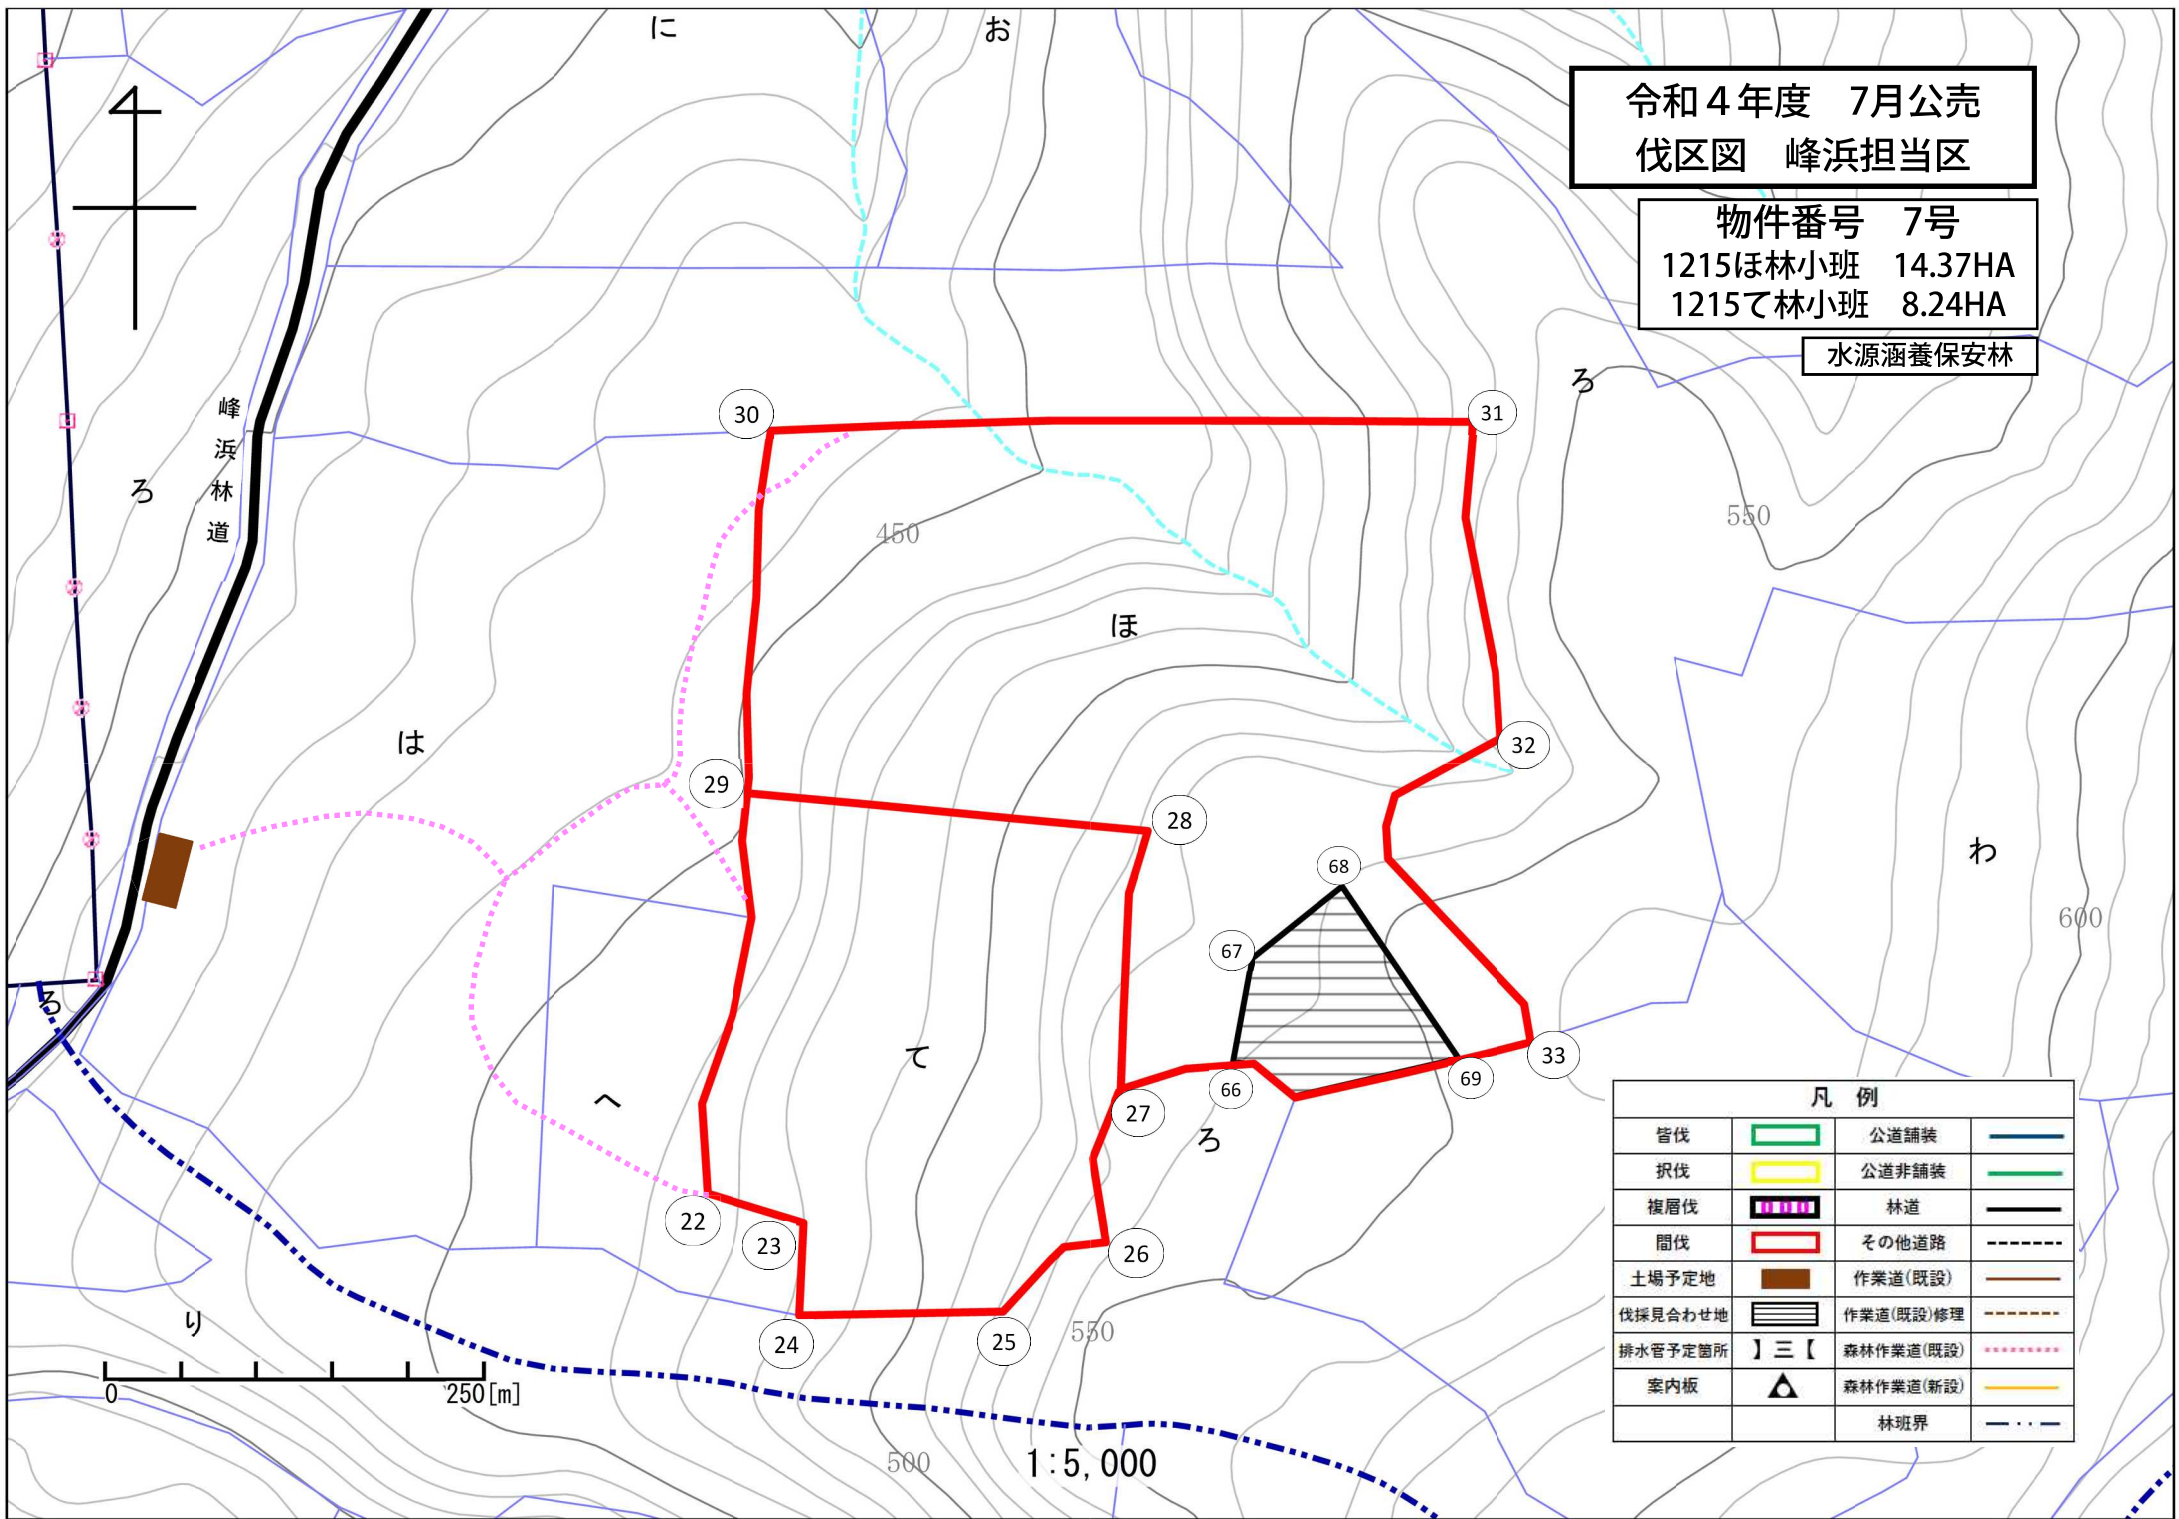 に
お
令和４年度　7月公売
伐区図　峰浜担当区
物件番号　7号
1215ほ林小班　14.37HA
1215て林小班　8.24HA
水源涵養保安林
ろ
30
31
峰浜林道
ろ
450
550
ほ
は
32
29
28
わ
68
600
67
ろ
て
33
69
66
へ
27
ろ
22
23
26
り
24
25
550
0
250[m]
500
1:5,000
凡　例
皆伐
公道舗装
択伐
公道非舗装
複層伐
林道
間伐
その他道路
土場予定地
作業道(既設)
伐採見合わせ地
作業道(既設)修理
排水管予定箇所
】三【
森林作業道(既設)
案内板
森林作業道(新設)
林班界